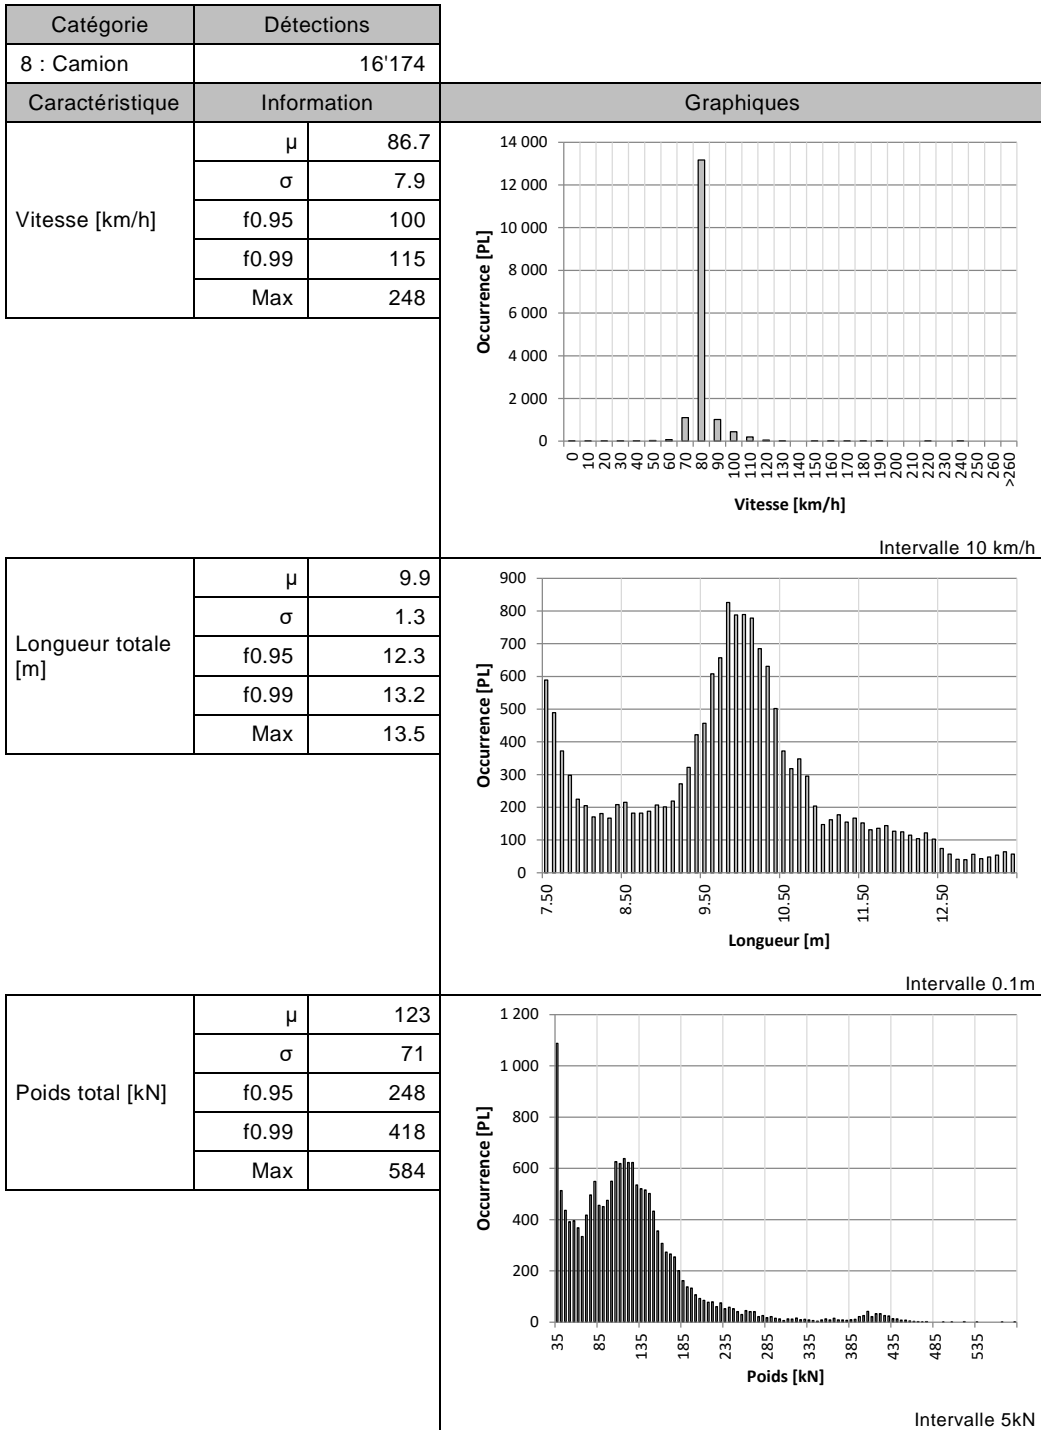 Catégorie Détections
8 : Camion 16'174
Caractéristique Information Graphiques
Vitesse [km/h]
µ 86.7
σ 7.9
f0.95 100
f0.99 115
Max 248
14 000
12 000
10 000
8 000
6 000
4 000
2 000
0
Occurrence [PL]
0 10 20 30 40 50 60 70 80 90 100 110 120 130 140 150 160 170 180 190 200 210 220 230 240 250 260 >260
Vitesse [km/h]
Intervalle 10 km/h
Longueur totale
[m]
µ 9.9
σ 1.3
f0.95 12.3
f0.99 13.2
Max 13.5
900
800
700
600
500
400
300
200
100
0
Occurrence [PL]
7.50 8.50 9.50 10.50 11.50 12.50
Longueur [m]
Intervalle 0.1m
Poids total [kN]
µ 123
σ 71
f0.95 248
f0.99 418
Max 584
1 200
1 000
800
600
400
200
0
Occurrence [PL]
35 85 135 185 235 285 335 385 435 485 535
Poids [kN]
Intervalle 5kN